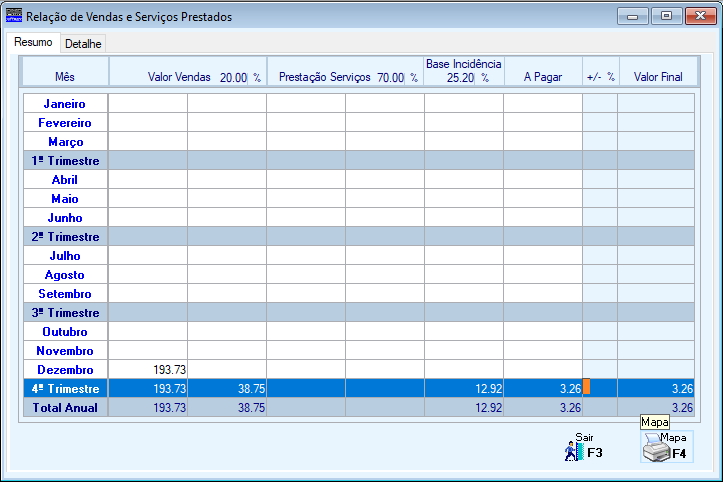 Relação de Vendas e Serviços Prestados
Resumo Detalhe
Mês Valor Vendas 20.00 % Prestação Serviços 70.00 % Base Incidência 25.20 % A Pagar +/- % Valor Final
Janeiro
Fevereiro
Março
1º Trimestre
Abril
Maio
Junho
2º Trimestre
Julho
Agosto
Setembro
3º Trimestre
Outubro
Novembro
Dezembro 193.73
4º Trimestre 193.73 38.75 12.92 3.26 3.26
Total Anual 193.73 38.75 12.92 3.26 3.26
Mapa
Sair F3
Mapa F4